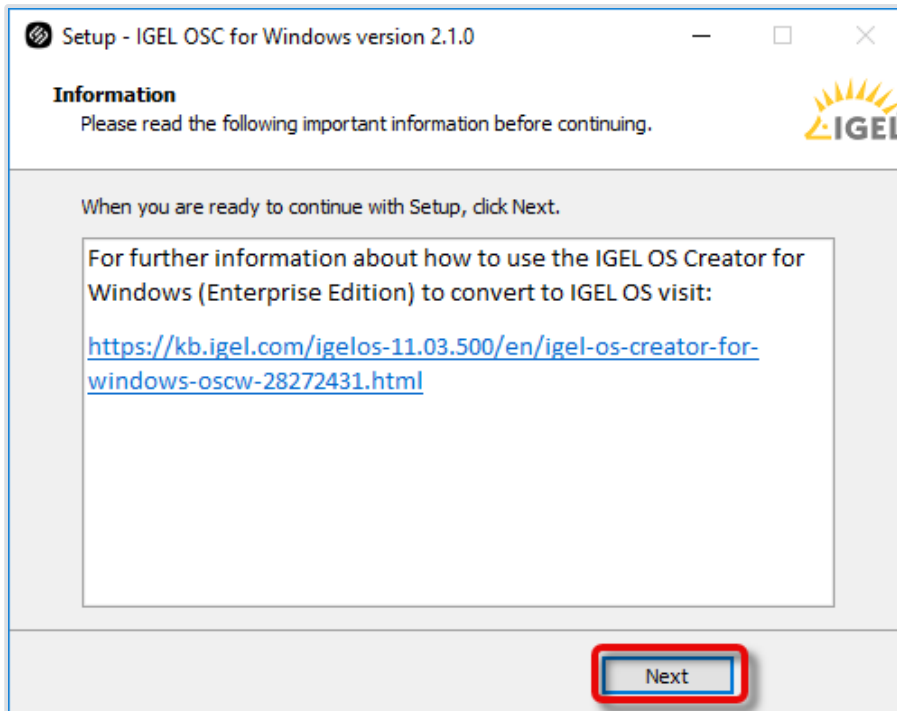 Setup - IGEL OSC for Windows version 2.1.0
Information
Please read the following important information before continuing.
IGEL
When you are ready to continue with Setup, click Next.
For further information about how to use the IGEL OS Creator for
Windows (Enterprise Edition) to convert to IGEL OS visit:
https://kb.igel.com/igelos-11.03.500/en/igel-os-creator-for-
windows-oscw-28272431.html
Next